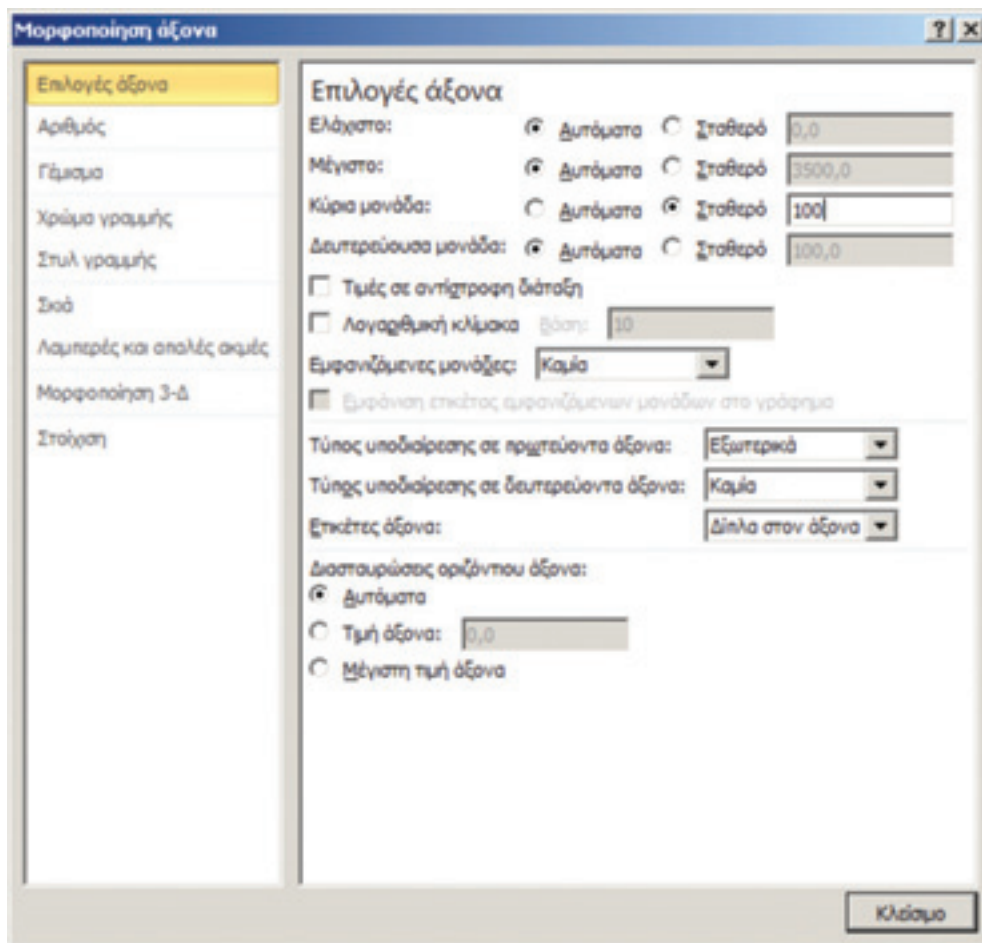 Μορφοποίηση άξονα
Επιλογές άξονα
Αριθμός
Γέμισμα
Χρώμα γραμμής
Στυλ γραμμής
Σκιά
Λαμπερές και απαλές ακμές
Μορφοποίηση 3-Δ
Στοίχιση
Επιλογές άξονα
Ελάχιστο: Αυτόματα Σταθερό 0,0
Μέγιστο: Αυτόματα Σταθερό 3500,0
Κύρια μονάδα: Αυτόματα Σταθερό 100
Δευτερεύουσα μονάδα: Αυτόματα Σταθερό 100,0
Τιμές σε αντίστροφη διάταξη
Λογαριθμική κλίμακα Βάση: 10
Εμφανιζόμενες μονάδες: Καμία
Εμφάνιση ετικέτας εμφανιζόμενων μονάδων στο γράφημα
Τύπος υποδιαίρεσης σε πρωτεύοντα άξονα: Εξωτερικά
Τύπος υποδιαίρεσης σε δευτερεύοντα άξονα: Καμία
Ετικέτες άξονα: Δίπλα στον άξονα
Διασταυρώσεις οριζόντιου άξονα:
Αυτόματα
Τιμή άξονα: 0,0
Μέγιστη τιμή άξονα
Κλείσιμο